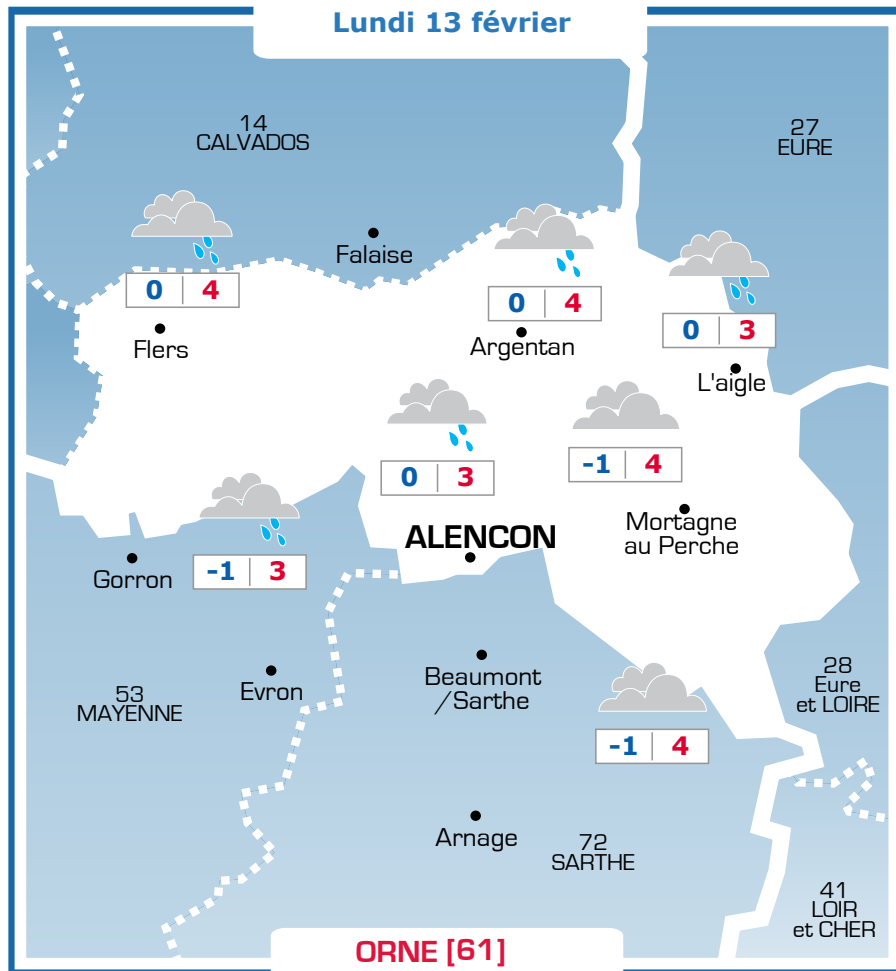 Lundi 13 février
14
CALVADOS
27
EURE
Falaise
0 4
Flers
0 4
Argentan
0 3
L'aigle
0 3
ALENCON
-1 4
Mortagne
au Perche
Gorron
-1 3
53
MAYENNE
Evron
Beaumont
/Sarthe
28
Eure
et LOIRE
-1 4
Arnage
72
SARTHE
41
LOIR
et CHER
ORNE [61]